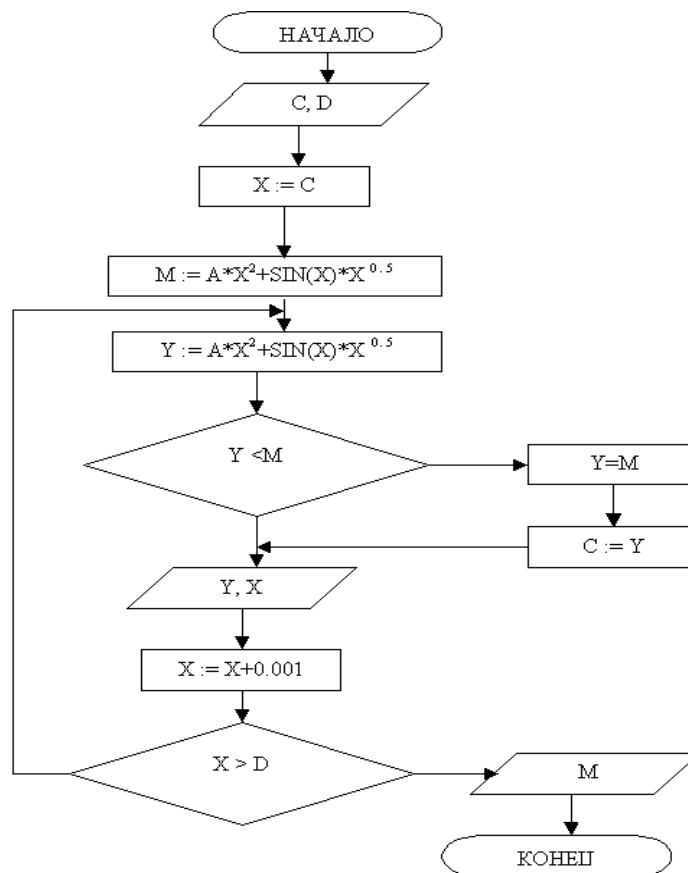 НАЧАЛО
C, D
X := C
M := A*X²+SIN(X)*X⁰·⁵
Y := A*X²+SIN(X)*X⁰·⁵
Y <M
Y=M
C := Y
Y, X
X := X+0.001
X > D
M
КОНЕЦ